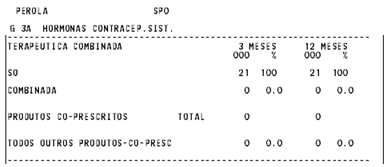 PEROLA SPO
G 3A HORMONAS CONTRACEP.SIST.
TERAPEUTICA COMBINADA 3 MESES 12 MESES
000 % 000 %
SO 21 100 21 100
COMBINADA 0 0.0 0 0.0
PRODUTOS CO-PRESCRITOS TOTAL 0 0
TODOS OUTROS PRODUTOS-CO-PRESC 0 0.0 0 0.0